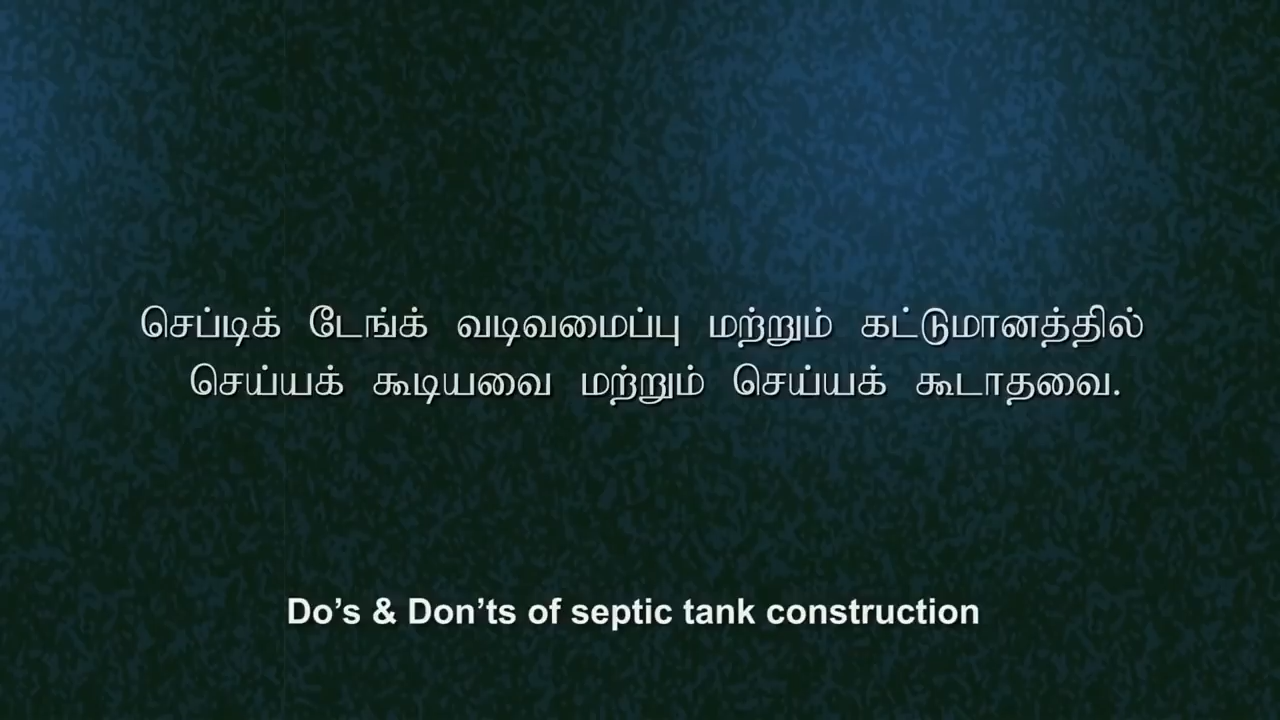 செப்டிக் டேங்க் வடிவமைப்பு மற்றும் கட்டுமானத்தில்
செய்யக் கூடியவை மற்றும் செய்யக் கூடாதவை.
Do’s & Don’ts of septic tank construction